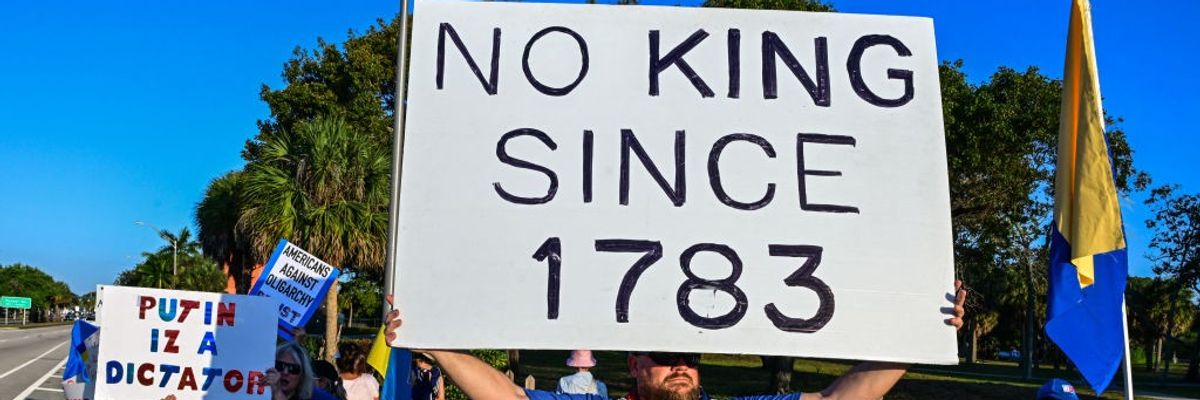 NO KING
SINCE
1783
AMERICANS
AGAINST
OLIGARCHY
PUTIN
IZ A
DICTATOR